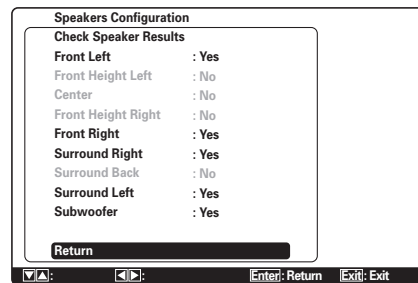 Speakers Configuration
Check Speaker Results
Front Left : Yes
Front Height Left : No
Center : No
Front Height Right : No
Front Right : Yes
Surround Right : Yes
Surround Back : No
Surround Left : Yes
Subwoofer : Yes
Return
▼▲: ◀▶: Enter: Return Exit: Exit